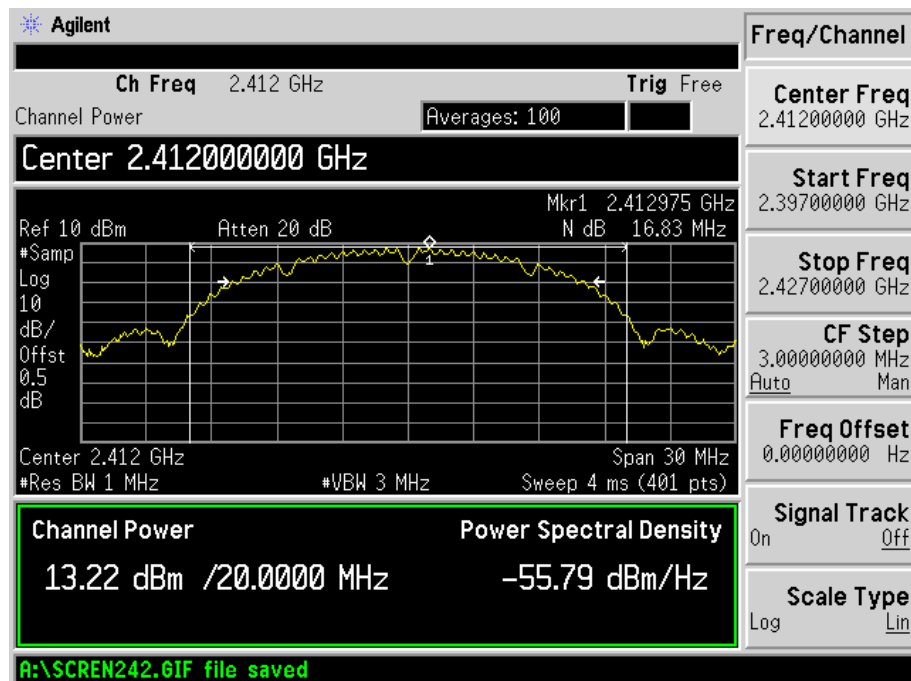 Agilent
Ch Freq 2.412 GHz Trig Free
Channel Power Averages: 100
Center 2.412000000 GHz
Mkr1 2.412975 GHz
Ref 10 dBm Atten 20 dB N dB 16.83 MHz
#Samp
Log
10
dB/
Offst
0.5
dB
1
Center 2.412 GHz Span 30 MHz
#Res BW 1 MHz #VBW 3 MHz Sweep 4 ms (401 pts)
Channel Power Power Spectral Density
13.22 dBm /20.0000 MHz -55.79 dBm/Hz
A:\SCREN242.GIF file saved
Freq/Channel
Center Freq
2.41200000 GHz
Start Freq
2.39700000 GHz
Stop Freq
2.42700000 GHz
CF Step
3.00000000 MHz
Auto Man
Freq Offset
0.00000000 Hz
Signal Track
On Off
Scale Type
Log Lin